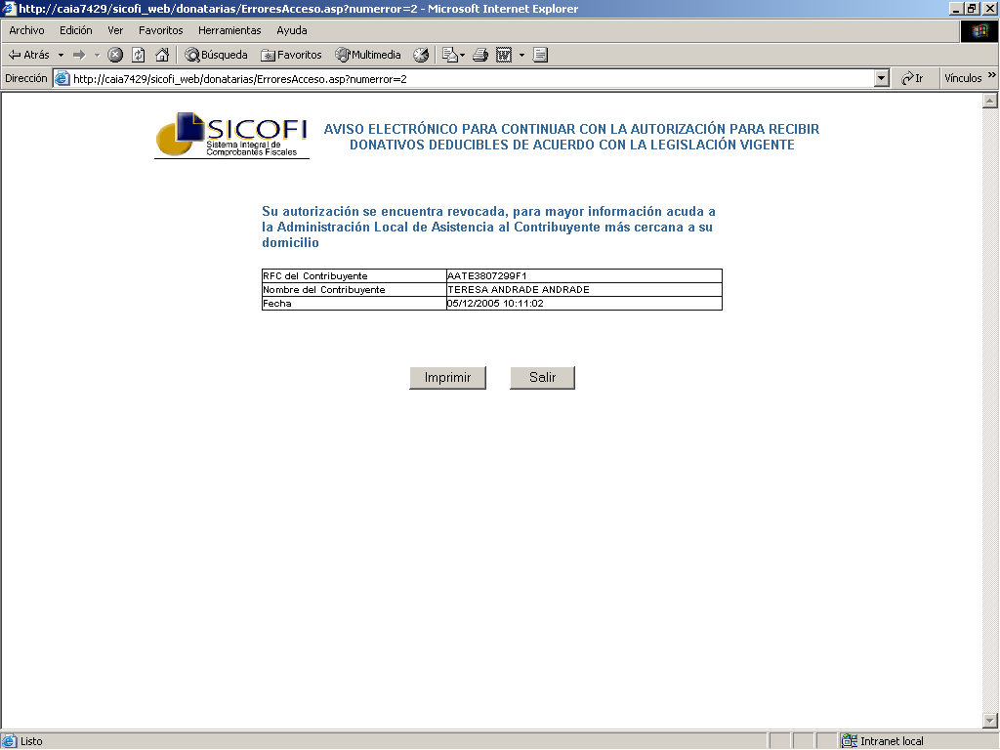 http://caia7429/sicofi_web/donatarias/ErroresAcceso.asp?numerror=2 - Microsoft Internet Explorer
Archivo Edición Ver Favoritos Herramientas Ayuda
Atrás Búsqueda Favoritos Multimedia
Dirección http://caia7429/sicofi_web/donatarias/ErroresAcceso.asp?numerror=2 Ir Vínculos »
SICOFI
Sistema Integral de
Comprobantes Fiscales
AVISO ELECTRÓNICO PARA CONTINUAR CON LA AUTORIZACIÓN PARA RECIBIR
DONATIVOS DEDUCIBLES DE ACUERDO CON LA LEGISLACIÓN VIGENTE
Su autorización se encuentra revocada, para mayor información acuda a
la Administración Local de Asistencia al Contribuyente más cercana a su
domicilio
RFC del Contribuyente AATE3807299F1
Nombre del Contribuyente TERESA ANDRADE ANDRADE
Fecha 05/12/2005 10:11:02
Imprimir Salir
Listo Intranet local